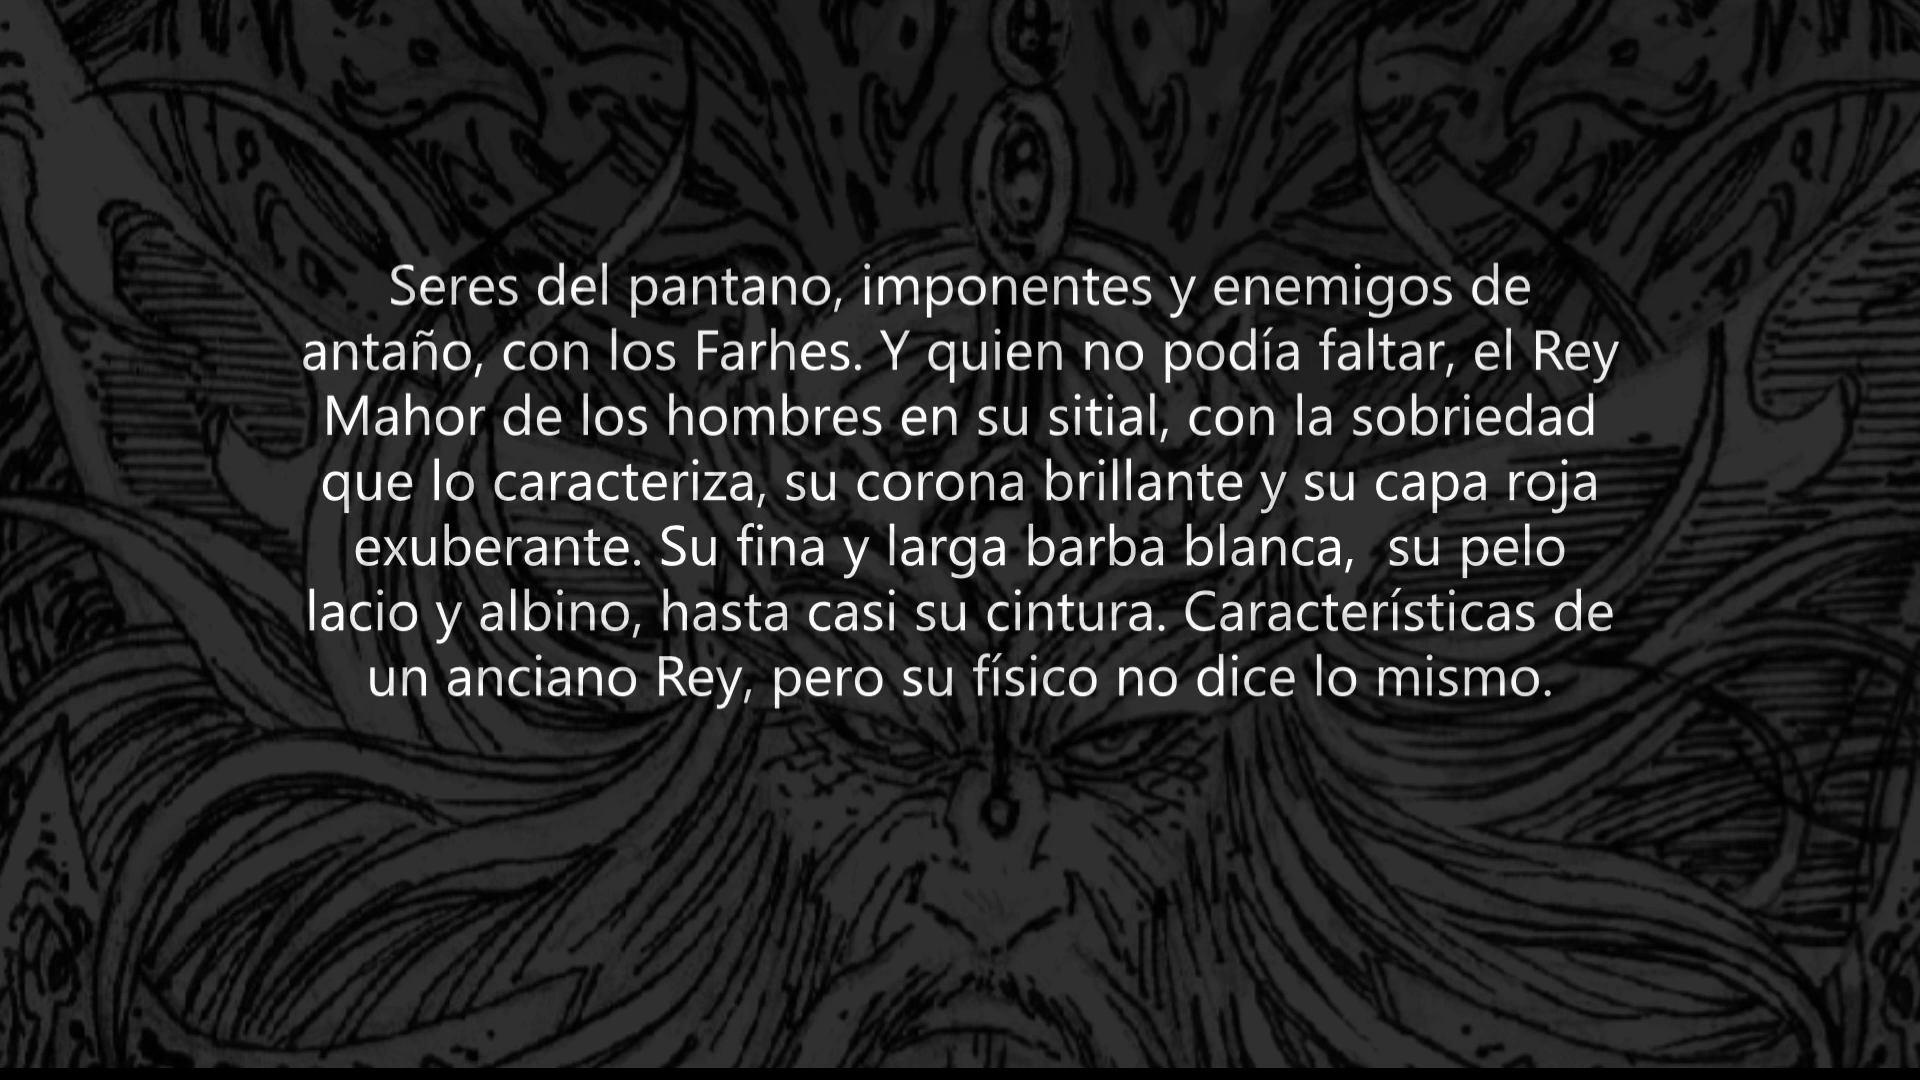 Seres del pantano, imponentes y enemigos de
antaño, con los Farhes. Y quien no podía faltar, el Rey
Mahor de los hombres en su sitial, con la sobriedad
que lo caracteriza, su corona brillante y su capa roja
exuberante. Su fina y larga barba blanca,  su pelo
lacio y albino, hasta casi su cintura. Características de
un anciano Rey, pero su físico no dice lo mismo.